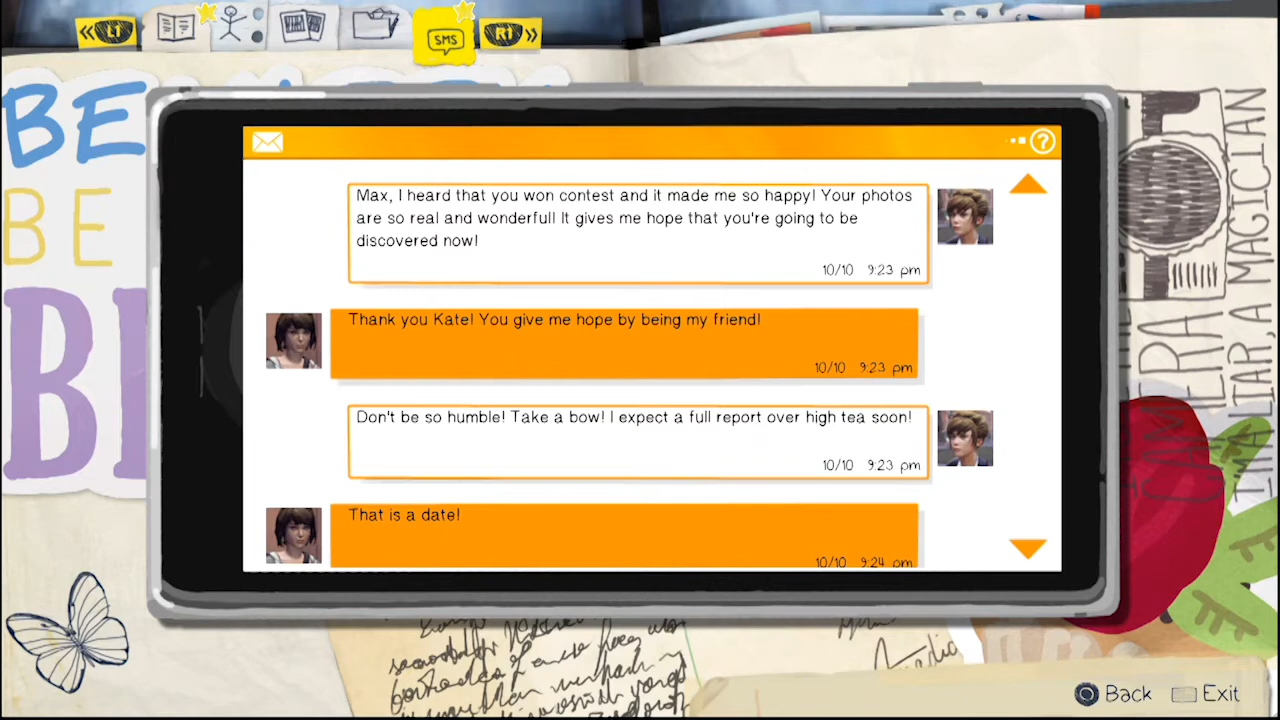 L1
SMS
R1
BE
BE
Max, I heard that you won contest and it made me so happy! Your photos
are so real and wonderful! It gives me hope that you're going to be
discovered now!
10/10 9:23 pm
Thank you Kate! You give me hope by being my friend!
10/10 9:23 pm
Don't be so humble! Take a bow! I expect a full report over high tea soon!
10/10 9:23 pm
That is a date!
10/10 9:24 pm
CAMERA
I'M A LIAR, A MAGICIAN
Back
Exit